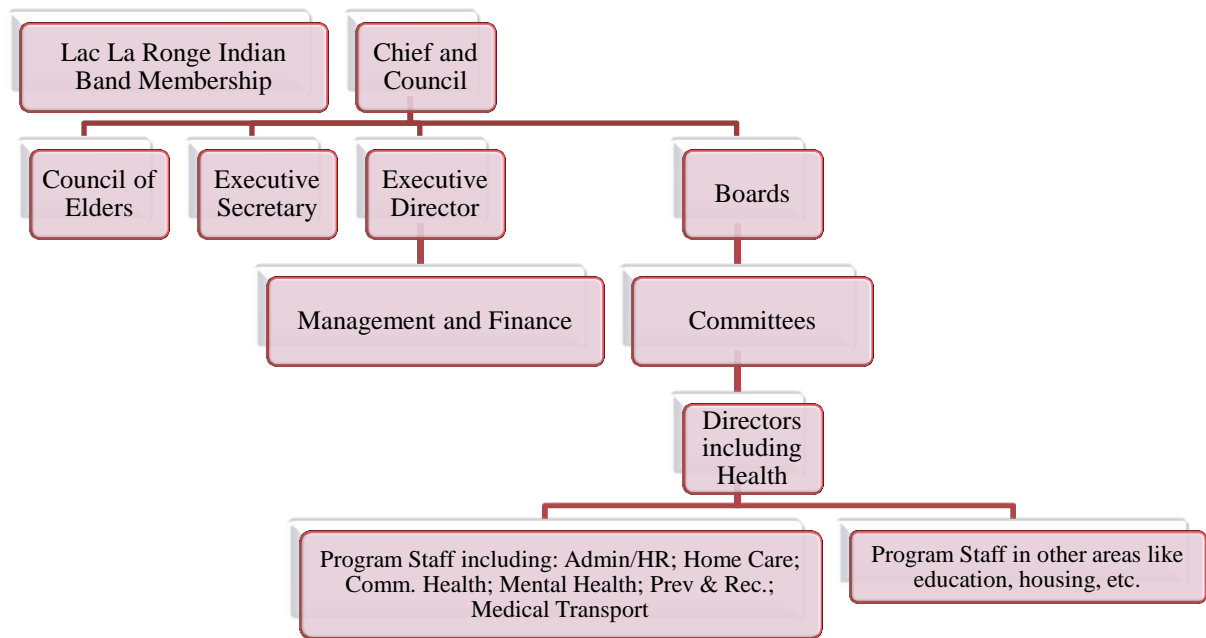 Lac La Ronge Indian
Band Membership
Chief and
Council
Council of
Elders
Executive
Secretary
Executive
Director
Boards
Management and Finance
Committees
Directors
including
Health
Program Staff including: Admin/HR; Home Care;
Comm. Health; Mental Health; Prev & Rec.;
Medical Transport
Program Staff in other areas like
education, housing, etc.